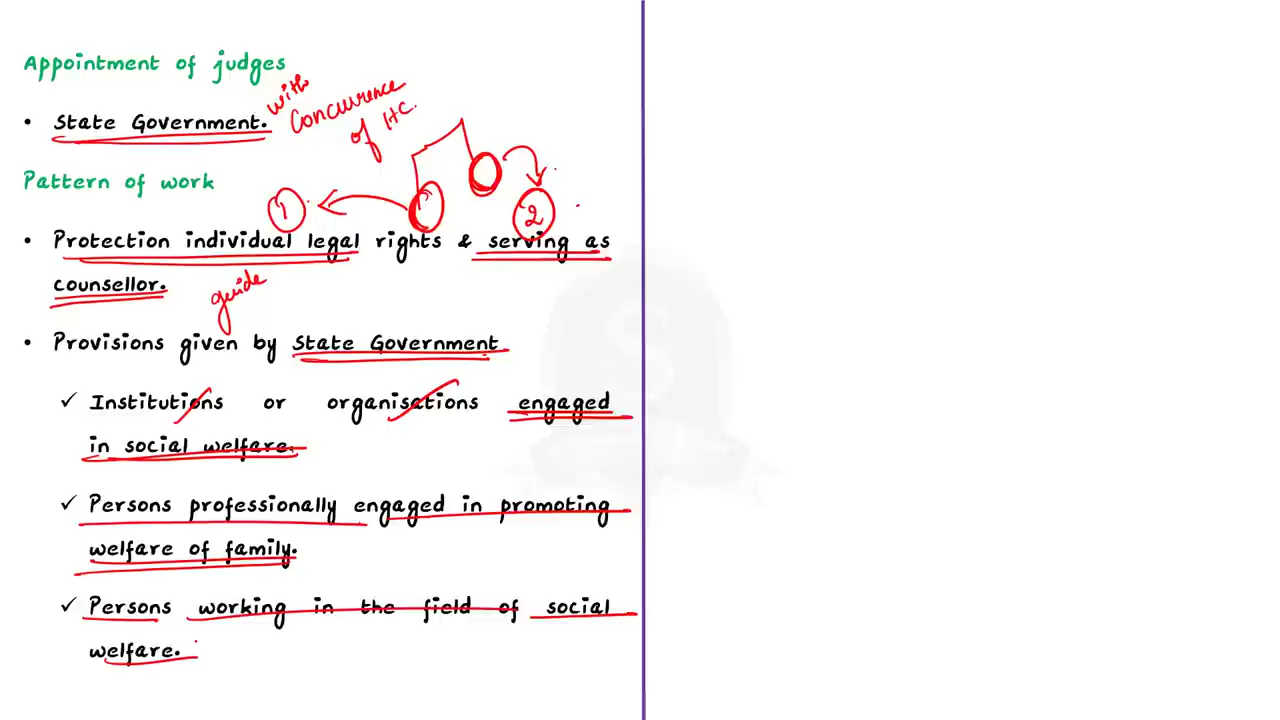 Appointment of judges
• State Government. with
Concurrence
of HC.
Pattern of work
1
2
• Protection individual legal rights & serving as
counsellor.
guide
• Provisions given by State Government
✓ Institutions or organisations engaged
in social welfare.
✓ Persons professionally engaged in promoting
welfare of family.
✓ Persons working in the field of social
welfare.